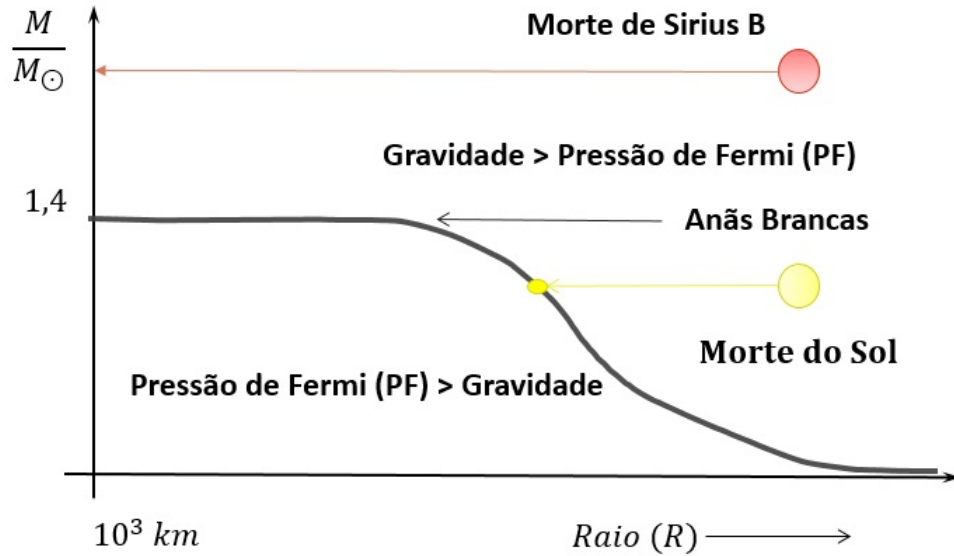 M
M☉
Morte de Sirius B
Gravidade > Pressão de Fermi (PF)
1,4
Anãs Brancas
Morte do Sol
Pressão de Fermi (PF) > Gravidade
10³ km
Raio (R)